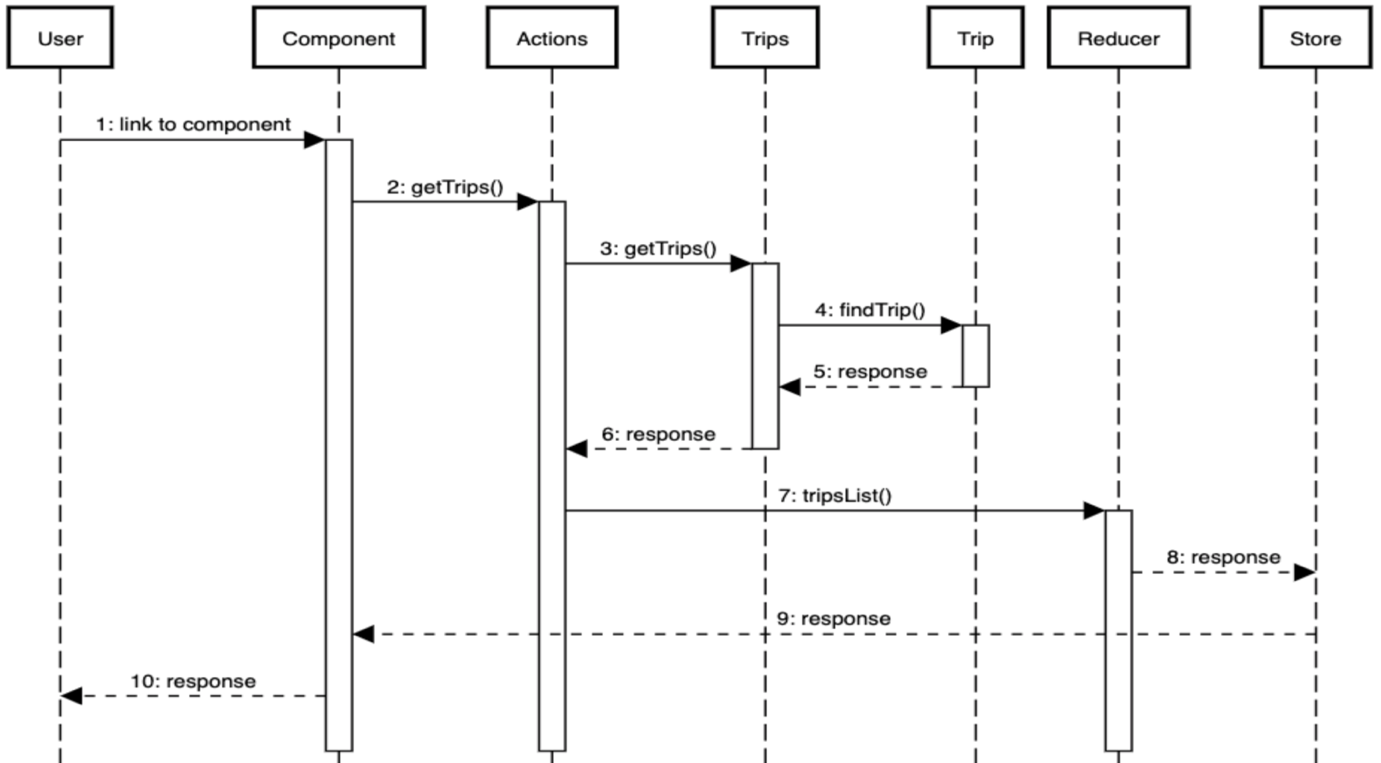 User
Component
Actions
Trips
Trip
Reducer
Store
1: link to component
2: getTrips()
3: getTrips()
4: findTrip()
5: response
6: response
7: tripsList()
8: response
9: response
10: response